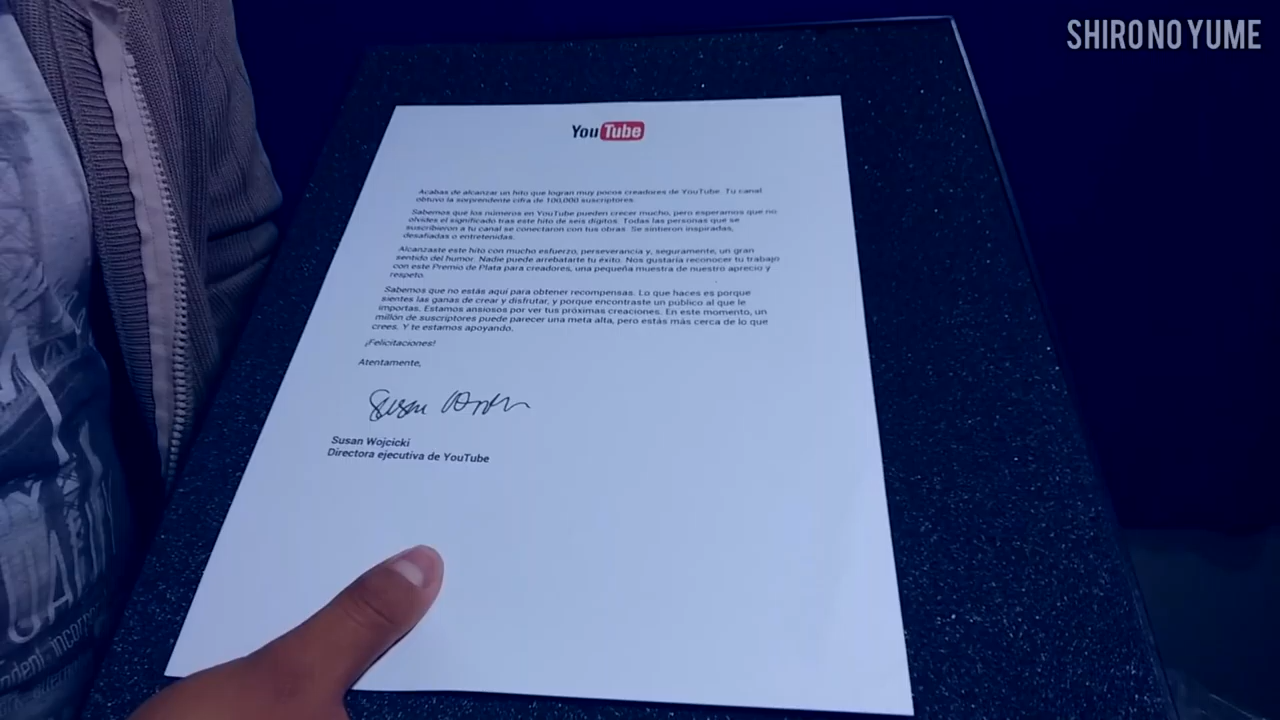 SHIRO NO YUME
YouTube
Acabas de alcanzar un hito que logran muy pocos creadores de YouTube. Tu canal
obtuvo la sorprendente cifra de 100,000 suscriptores.
Sabemos que los números en YouTube pueden crecer mucho, pero esperamos que no
olvides el significado tras este hito de seis dígitos. Todas las personas que se
suscribieron a tu canal se conectaron con tus obras. Se sintieron inspiradas,
desafiadas o entretenidas.
Alcanzaste este hito con mucho esfuerzo, perseverancia y, seguramente, un gran
sentido del humor. Nadie puede arrebatarte tu éxito. Nos gustaría reconocer tu trabajo
con este Premio de Plata para creadores, una pequeña muestra de nuestro aprecio y
respeto.
Sabemos que no estás aquí para obtener recompensas. Lo que haces es porque
sientes las ganas de crear y disfrutar, y porque encontraste un público al que le
importas. Estamos ansiosos por ver tus próximas creaciones. En este momento, un
millón de suscriptores puede parecer una meta alta, pero estás más cerca de lo que
crees. Y te estamos apoyando.
¡Felicitaciones!
Atentamente,
Susan Wojcicki
Directora ejecutiva de YouTube